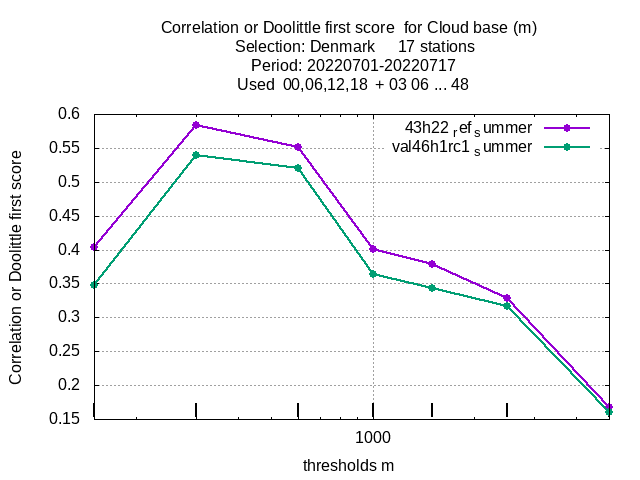 Correlation or Doolittle first score  for Cloud base (m)
Selection: Denmark     17 stations
Period: 20220701-20220717
Used  00,06,12,18  + 03 06 ... 48
43h22_ref_summer
val46h1rc1_summer
Correlation or Doolittle first score
0.6
0.55
0.5
0.45
0.4
0.35
0.3
0.25
0.2
0.15
1000
thresholds m